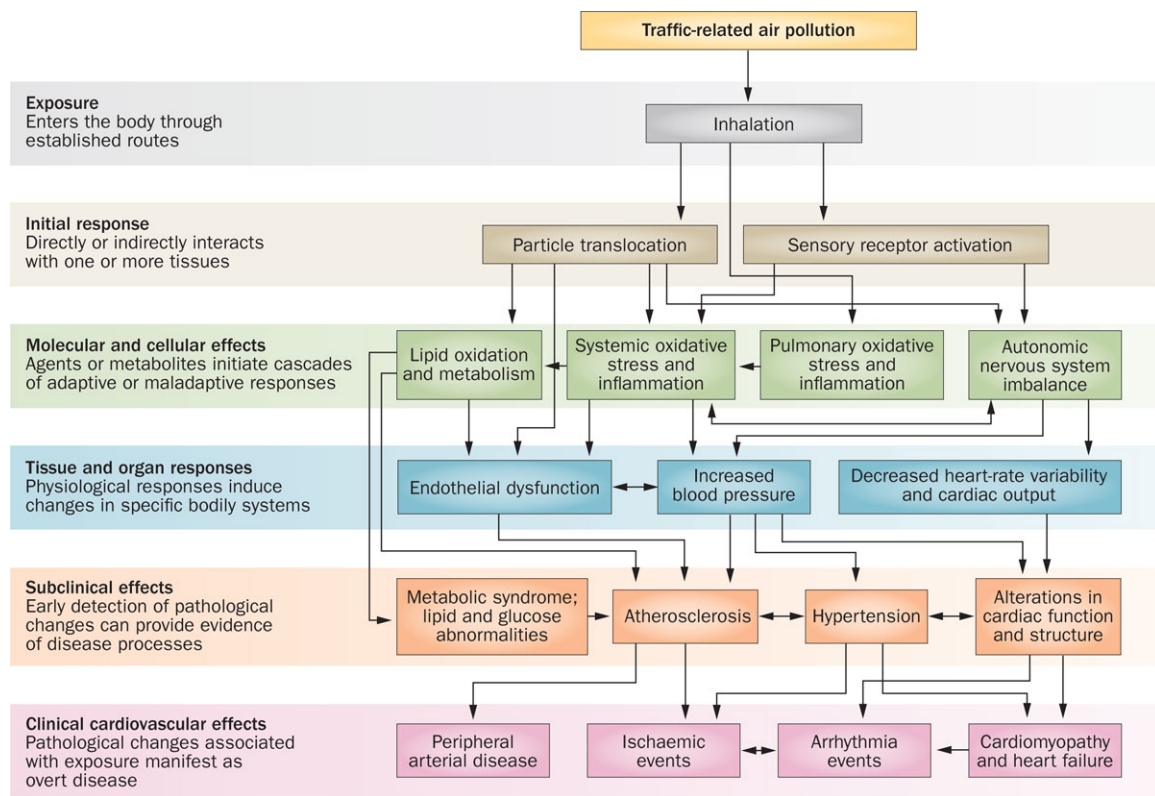 Traffic-related air pollution
Exposure
Enters the body through
established routes
Inhalation
Initial response
Directly or indirectly interacts
with one or more tissues
Particle translocation
Sensory receptor activation
Molecular and cellular effects
Agents or metabolites initiate cascades
of adaptive or maladaptive responses
Lipid oxidation
and metabolism
Systemic oxidative
stress and
inflammation
Pulmonary oxidative
stress and
inflammation
Autonomic
nervous system
imbalance
Tissue and organ responses
Physiological responses induce
changes in specific bodily systems
Endothelial dysfunction
Increased
blood pressure
Decreased heart-rate variability
and cardiac output
Subclinical effects
Early detection of pathological
changes can provide evidence
of disease processes
Metabolic syndrome;
lipid and glucose
abnormalities
Atherosclerosis
Hypertension
Alterations in
cardiac function
and structure
Clinical cardiovascular effects
Pathological changes associated
with exposure manifest as
overt disease
Peripheral
arterial disease
Ischaemic
events
Arrhythmia
events
Cardiomyopathy
and heart failure